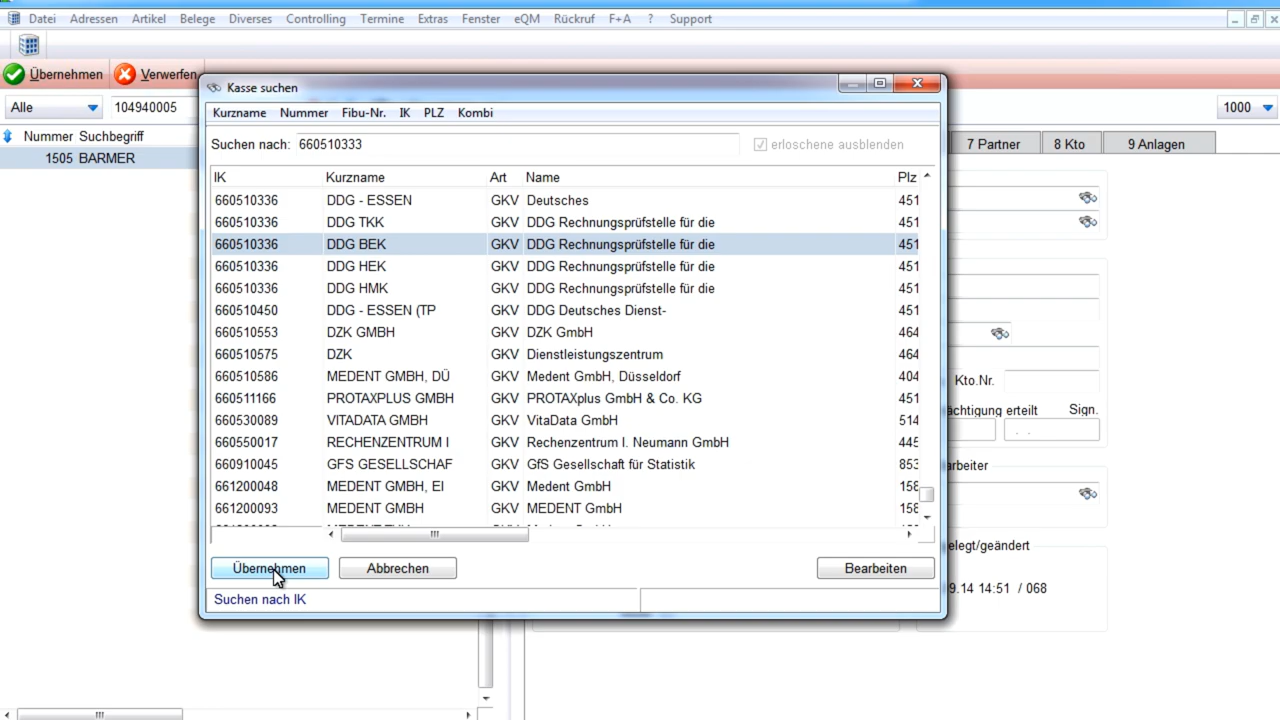 Datei Adressen Artikel Belege Diverses Controlling Termine Extras Fenster eQM Rückruf F+A ? Support
Übernehmen Verwerfen
Alle 104940005 1000
Nummer Suchbegriff
1505 BARMER
7 Partner 8 Kto 9 Anlagen
Kasse suchen
Kurzname Nummer Fibu-Nr. IK PLZ Kombi
Suchen nach: 660510333 erloschene ausblenden
IK Kurzname Art Name Plz
660510336 DDG - ESSEN GKV Deutsches 451
660510336 DDG TKK GKV DDG Rechnungsprüfstelle für die 451
660510336 DDG BEK GKV DDG Rechnungsprüfstelle für die 451
660510336 DDG HEK GKV DDG Rechnungsprüfstelle für die 451
660510336 DDG HMK GKV DDG Rechnungsprüfstelle für die 451
660510450 DDG - ESSEN (TP GKV DDG Deutsches Dienst- 451
660510553 DZK GMBH GKV DZK GmbH 464
660510575 DZK GKV Dienstleistungszentrum 464
660510586 MEDENT GMBH, DÜ GKV Medent GmbH, Düsseldorf 404
660511166 PROTAXPLUS GMBH GKV PROTAXplus GmbH & Co. KG 451
660530089 VITADATA GMBH GKV VitaData GmbH 514
660550017 RECHENZENTRUM I GKV Rechenzentrum I. Neumann GmbH 445
660910045 GFS GESELLSCHAF GKV GfS Gesellschaft für Statistik 853
661200048 MEDENT GMBH, EI GKV Medent GmbH 158
661200093 MEDENT GMBH GKV MEDENT GmbH 158
Übernehmen Abbrechen Bearbeiten
Suchen nach IK
Kto.Nr.
ächtigung erteilt Sign.
arbeiter
elegt/geändert
9.14 14:51 / 068